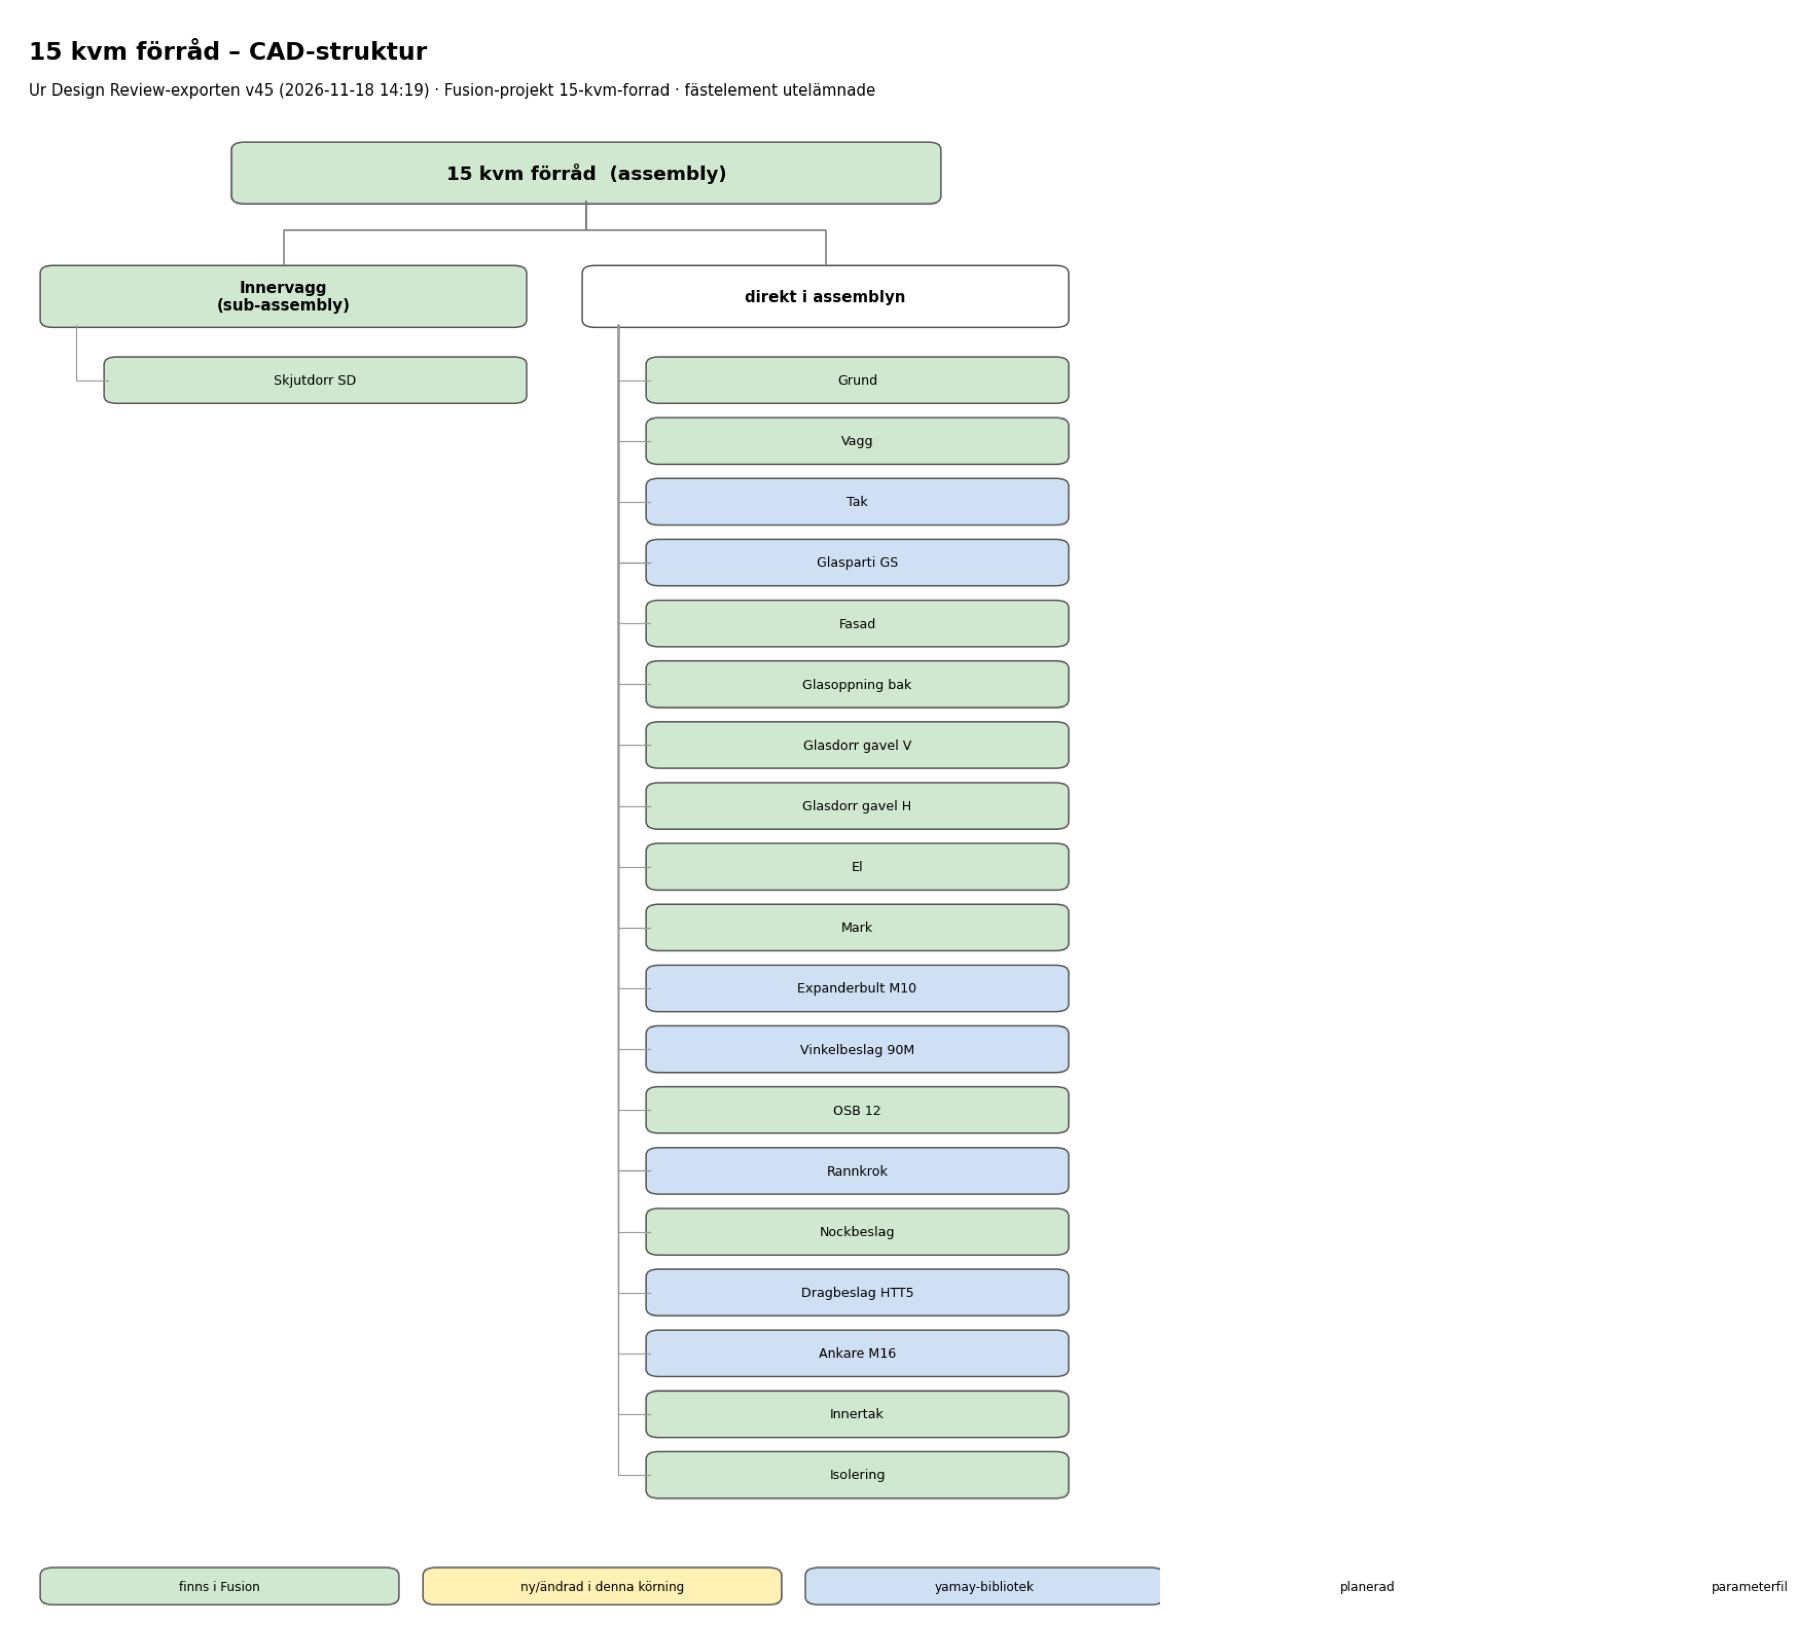 15 kvm förråd – CAD-struktur
Ur Design Review-exporten v45 (2026-11-18 14:19) · Fusion-projekt 15-kvm-forrad · fästelement utelämnade
15 kvm förråd (assembly)
Innervagg
(sub-assembly)
direkt i assemblyn
Skjutdorr SD
Grund
Vagg
Tak
Glasparti GS
Fasad
Glasoppning bak
Glasdorr gavel V
Glasdorr gavel H
El
Mark
Expanderbult M10
Vinkelbeslag 90M
OSB 12
Rannkrok
Nockbeslag
Dragbeslag HTT5
Ankare M16
Innertak
Isolering
finns i Fusion
ny/ändrad i denna körning
yamay-bibliotek
planerad
parameterfil